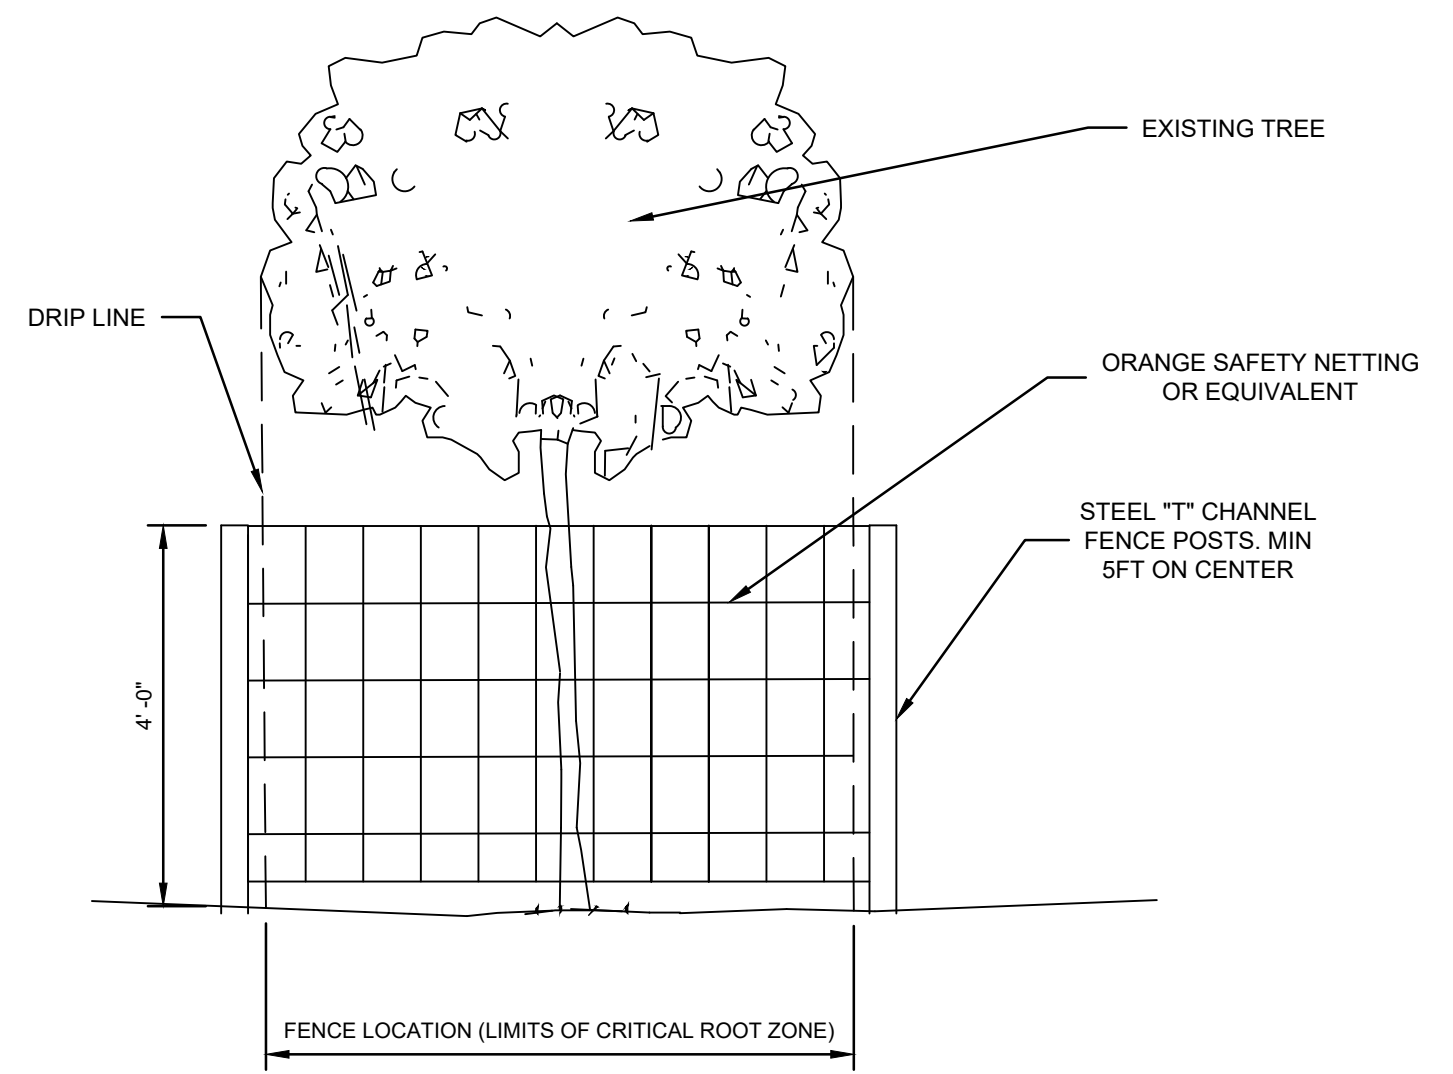 EXISTING TREE
DRIP LINE
ORANGE SAFETY NETTING
OR EQUIVALENT
STEEL "T" CHANNEL
FENCE POSTS. MIN
5FT ON CENTER
4' -0"
FENCE LOCATION (LIMITS OF CRITICAL ROOT ZONE)